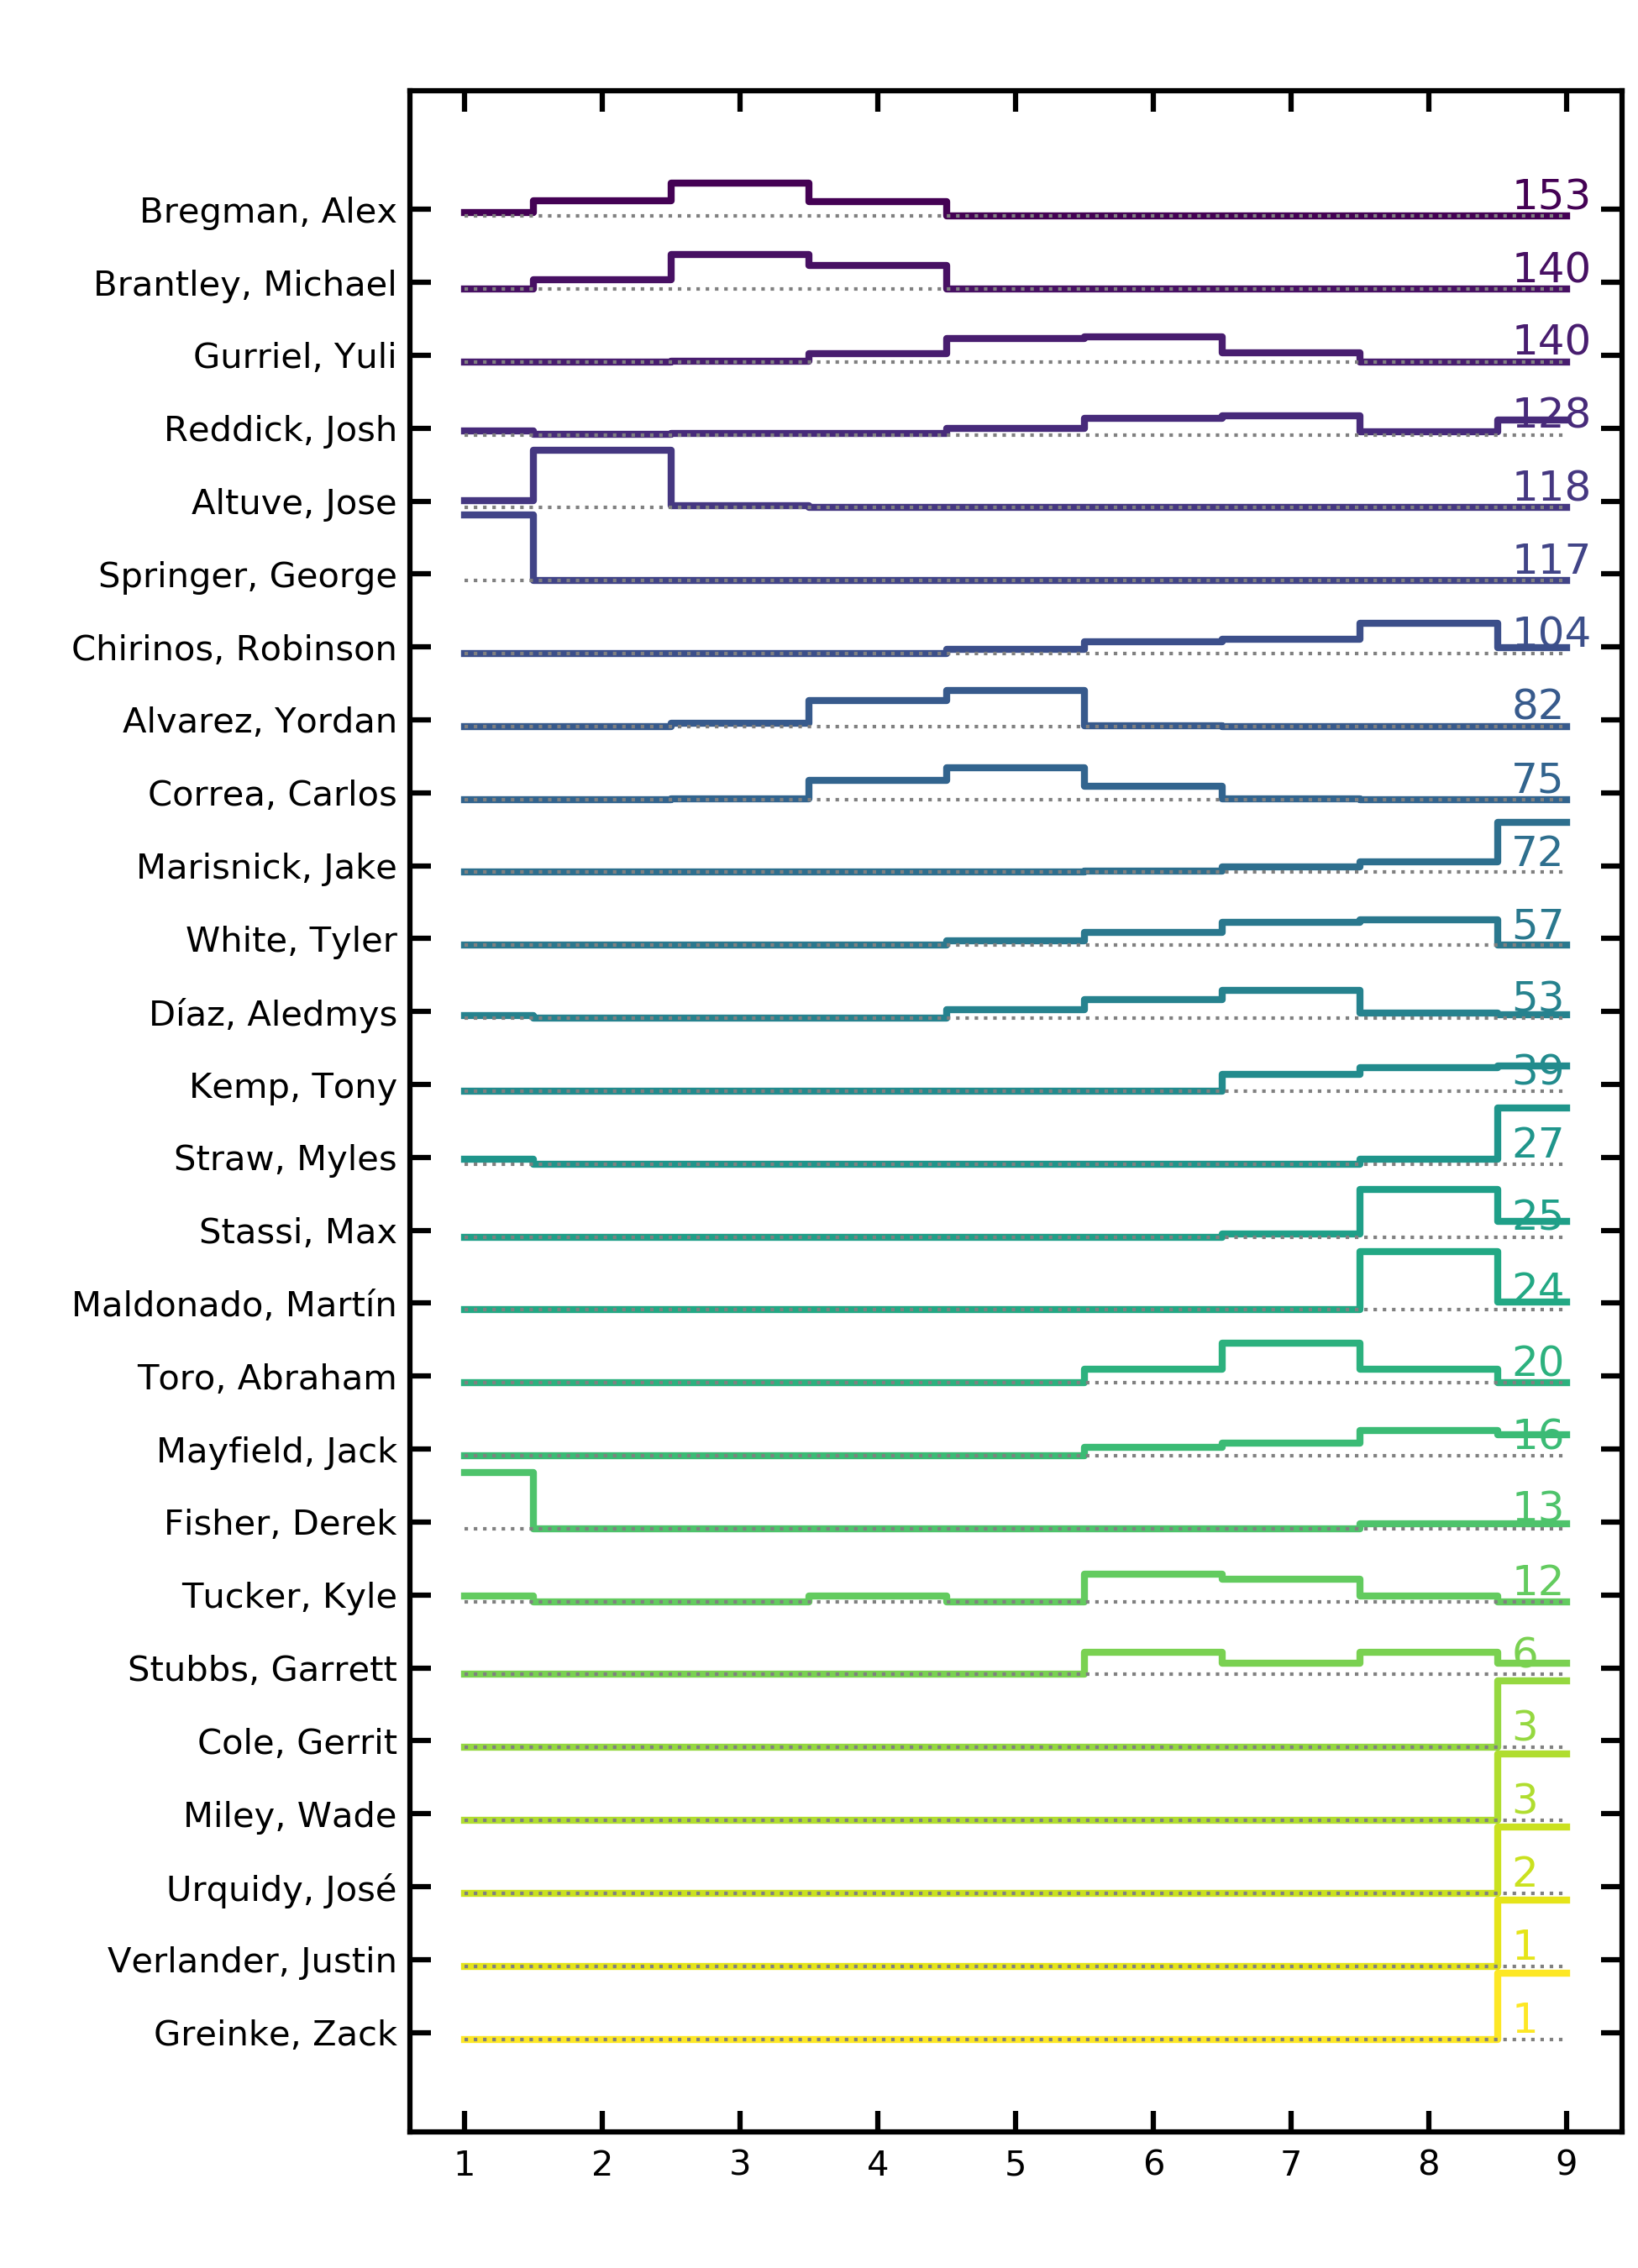 Bregman, Alex 153
Brantley, Michael 140
Gurriel, Yuli 140
Reddick, Josh 128
Altuve, Jose 118
Springer, George 117
Chirinos, Robinson 104
Alvarez, Yordan 82
Correa, Carlos 75
Marisnick, Jake 72
White, Tyler 57
Díaz, Aledmys 53
Kemp, Tony 39
Straw, Myles 27
Stassi, Max 25
Maldonado, Martín 24
Toro, Abraham 20
Mayfield, Jack 16
Fisher, Derek 13
Tucker, Kyle 12
Stubbs, Garrett 6
Cole, Gerrit 3
Miley, Wade 3
Urquidy, José 2
Verlander, Justin 1
Greinke, Zack 1
1 2 3 4 5 6 7 8 9